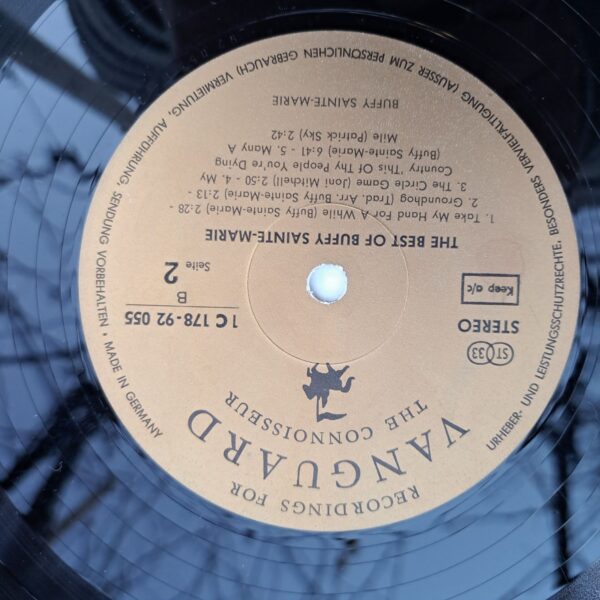 RECORDINGS FOR
VANGUARD
THE CONNOISSEUR
ST 33
STEREO
Keep a/c
1 C 178-92 055
B
Seite 2
THE BEST OF BUFFY SAINTE-MARIE
1. Take My Hand For A While (Buffy Sainte-Marie) 2:28 -
2. Groundhog (Trad. Arr. Buffy Sainte-Marie) 2:13 -
3. The Circle Game (Joni Mitchell) 2:50 - 4. My
Country 'This Of Thy People You're Dying
(Buffy Sainte-Marie) 6:41 - 5. Many A
Mile (Patrick Sky) 2:42
BUFFY SAINTE-MARIE
URHEBER- UND LEISTUNGSSCHUTZRECHTE, BESONDERS VERVIELFÄLTIGUNG (AUSSER ZUM PERSÖNLICHEN GEBRAUCH) VERMIETUNG, AUFFÜHRUNG, SENDUNG VORBEHALTEN • MADE IN GERMANY